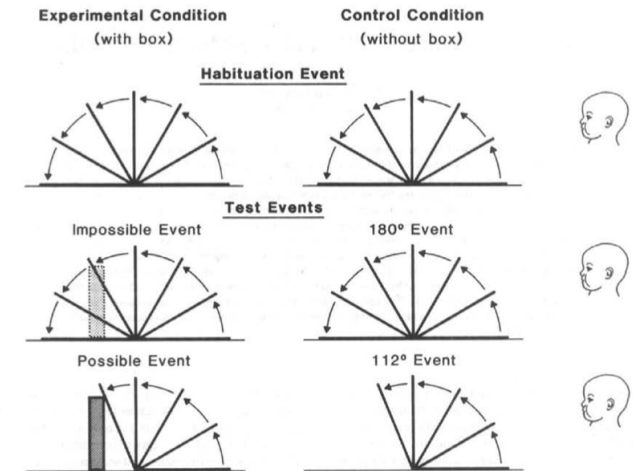 Experimental Condition
(with box)
Control Condition
(without box)
Habituation Event
Test Events
Impossible Event
180° Event
Possible Event
112° Event